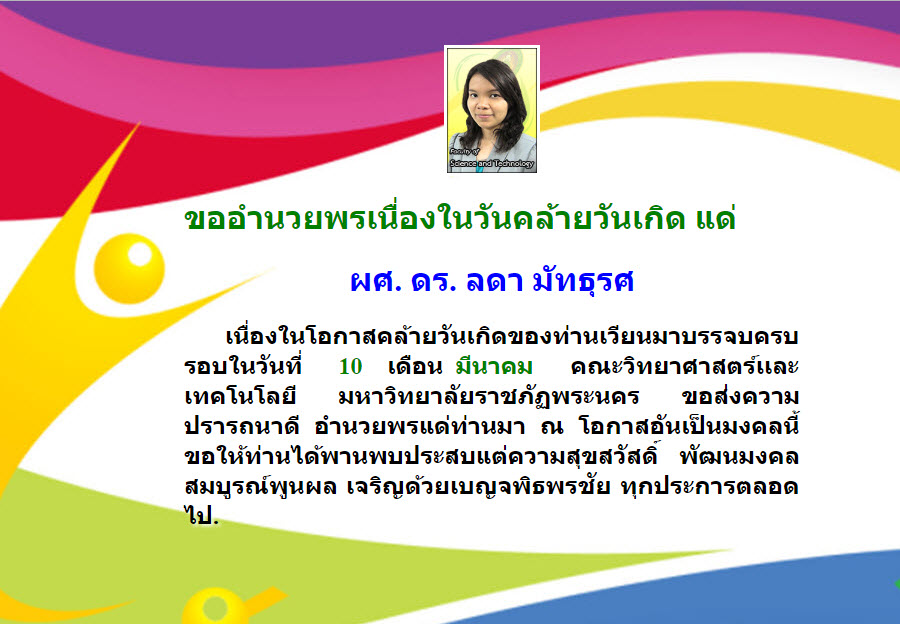 Faculty of
Science and Technology
ขออำนวยพรเนื่องในวันคล้ายวันเกิด แด่
ผศ. ดร. ลดา มัทธุรศ
เนื่องในโอกาสคล้ายวันเกิดของท่านเวียนมาบรรจบครบ
รอบในวันที่ 10 เดือน มีนาคม คณะวิทยาศาสตร์และ
เทคโนโลยี มหาวิทยาลัยราชภัฏพระนคร ขอส่งความ
ปรารถนาดี อำนวยพรแด่ท่านมา ณ โอกาสอันเป็นมงคลนี้
ขอให้ท่านได้พานพบประสบแต่ความสุขสวัสดิ์ พัฒนมงคล
สมบูรณ์พูนผล เจริญด้วยเบญจพิธพรชัย ทุกประการตลอด
ไป.